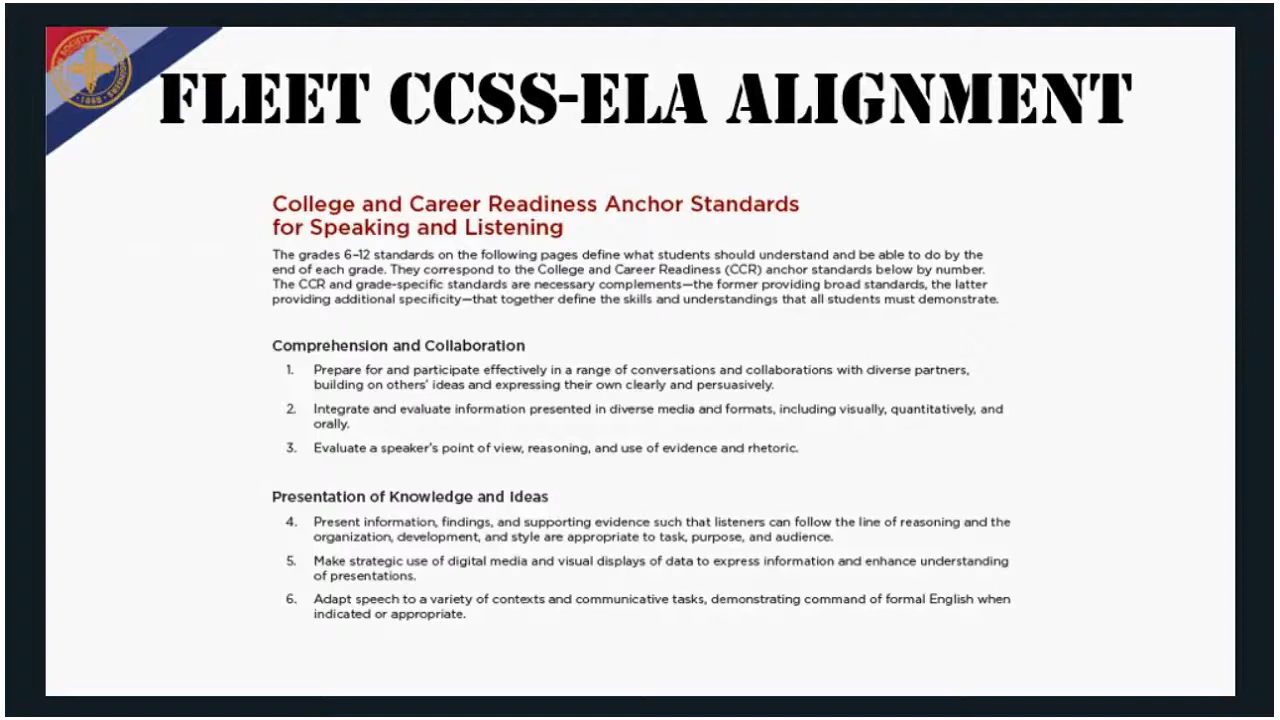 SOCIETY
1888
FLEET CCSS-ELA ALIGNMENT
College and Career Readiness Anchor Standards
for Speaking and Listening
The grades 6–12 standards on the following pages define what students should understand and be able to do by the
end of each grade. They correspond to the College and Career Readiness (CCR) anchor standards below by number.
The CCR and grade-specific standards are necessary complements—the former providing broad standards, the latter
providing additional specificity—that together define the skills and understandings that all students must demonstrate.
Comprehension and Collaboration
1. Prepare for and participate effectively in a range of conversations and collaborations with diverse partners,
building on others’ ideas and expressing their own clearly and persuasively.
2. Integrate and evaluate information presented in diverse media and formats, including visually, quantitatively, and
orally.
3. Evaluate a speaker’s point of view, reasoning, and use of evidence and rhetoric.
Presentation of Knowledge and Ideas
4. Present information, findings, and supporting evidence such that listeners can follow the line of reasoning and the
organization, development, and style are appropriate to task, purpose, and audience.
5. Make strategic use of digital media and visual displays of data to express information and enhance understanding
of presentations.
6. Adapt speech to a variety of contexts and communicative tasks, demonstrating command of formal English when
indicated or appropriate.